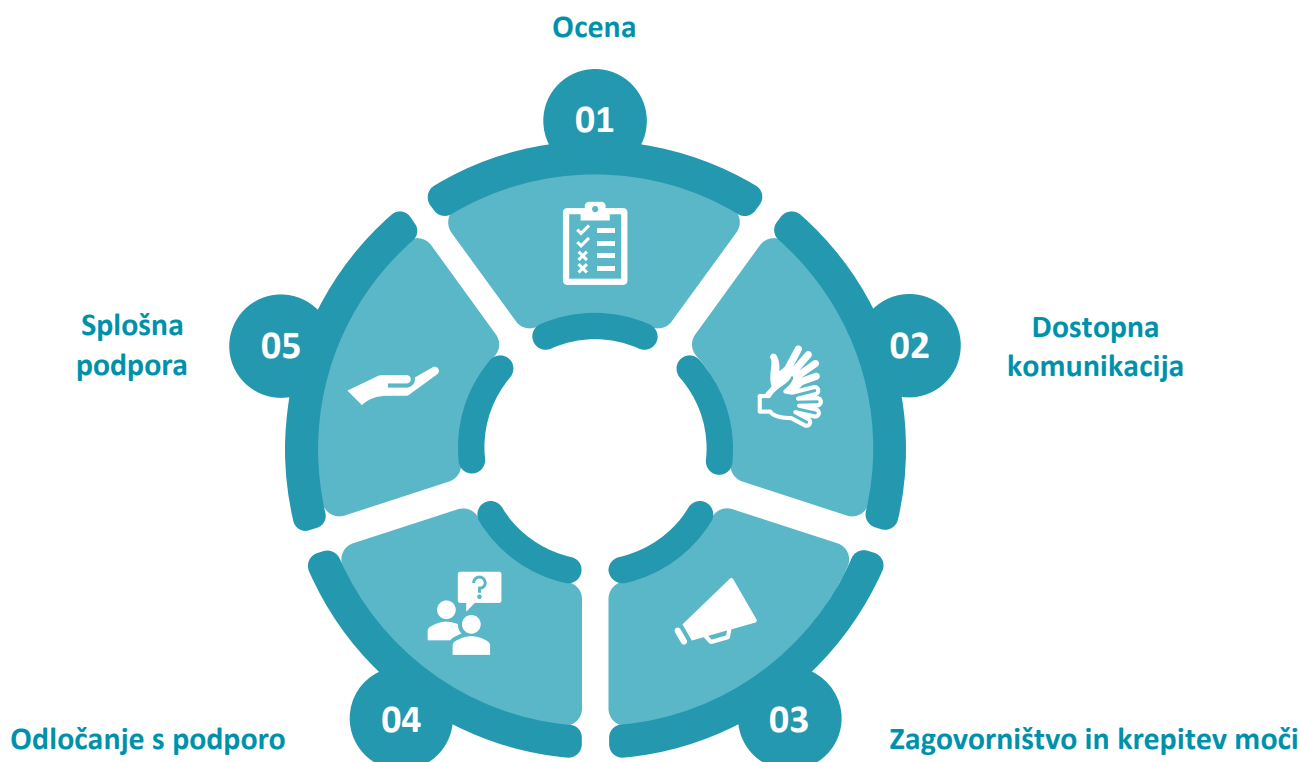 Ocena
01
02
Dostopna
komunikacija
03
Zagovorništvo in krepitev moči
04
Odločanje s podporo
05
Splošna
podpora
?